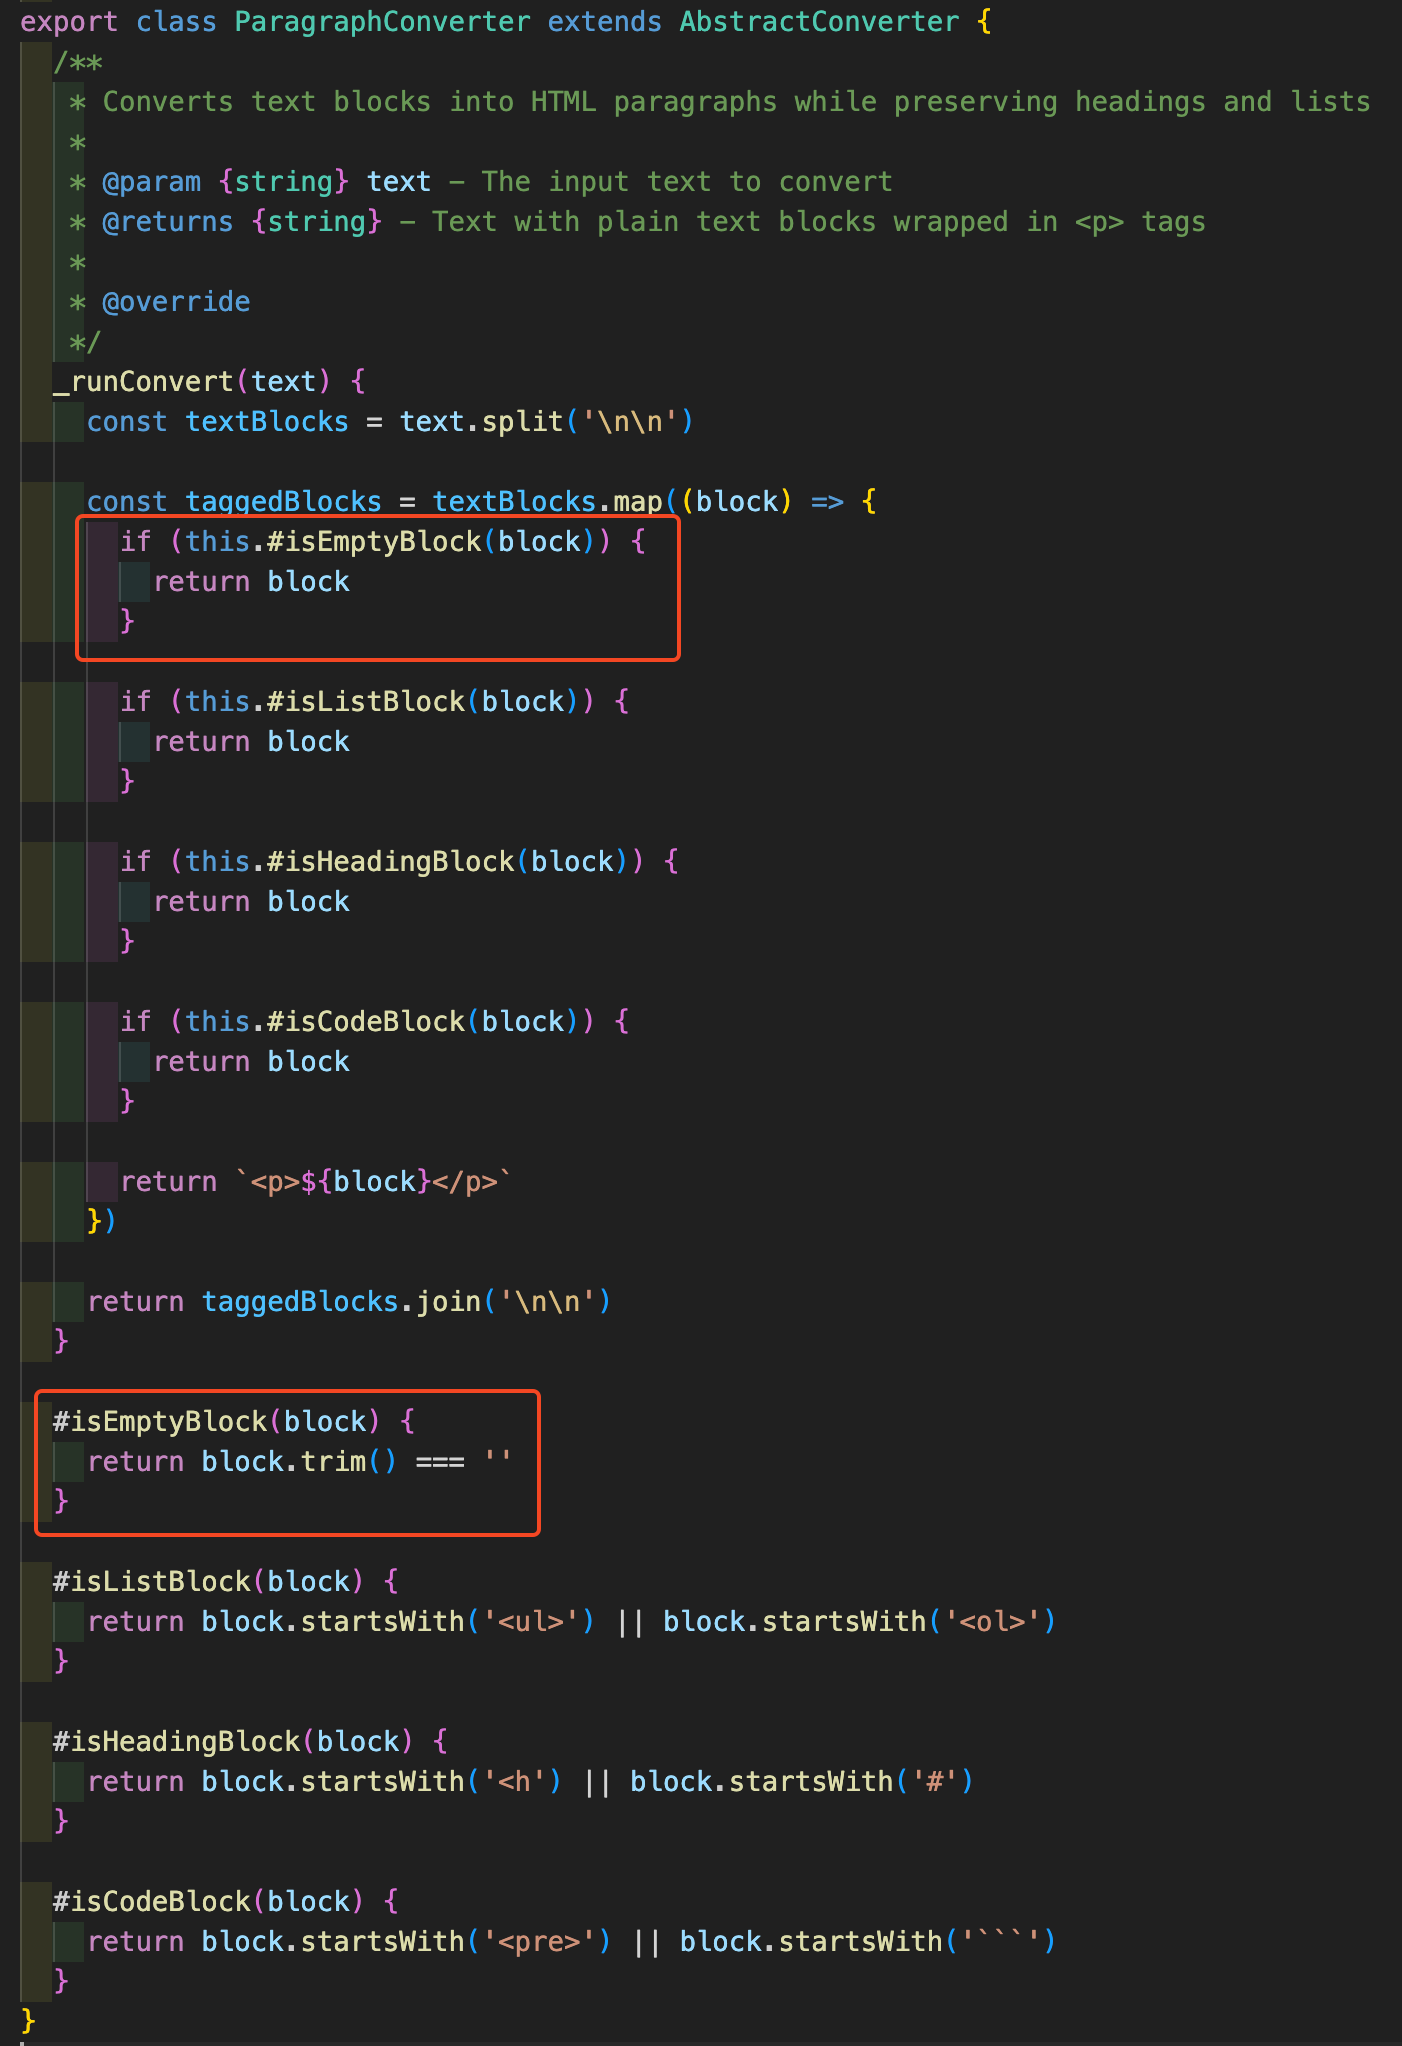 export class ParagraphConverter extends AbstractConverter {
  /**
   * Converts text blocks into HTML paragraphs while preserving headings and lists
   *
   * @param {string} text - The input text to convert
   * @returns {string} - Text with plain text blocks wrapped in <p> tags
   *
   * @override
   */
  _runConvert(text) {
    const textBlocks = text.split('\n\n')

    const taggedBlocks = textBlocks.map((block) => {
      if (this.#isEmptyBlock(block)) {
        return block
      }

      if (this.#isListBlock(block)) {
        return block
      }

      if (this.#isHeadingBlock(block)) {
        return block
      }

      if (this.#isCodeBlock(block)) {
        return block
      }

      return `<p>${block}</p>`
    })

    return taggedBlocks.join('\n\n')
  }

  #isEmptyBlock(block) {
    return block.trim() === ''
  }

  #isListBlock(block) {
    return block.startsWith('<ul>') || block.startsWith('<ol>')
  }

  #isHeadingBlock(block) {
    return block.startsWith('<h') || block.startsWith('#')
  }

  #isCodeBlock(block) {
    return block.startsWith('<pre>') || block.startsWith('```')
  }
}